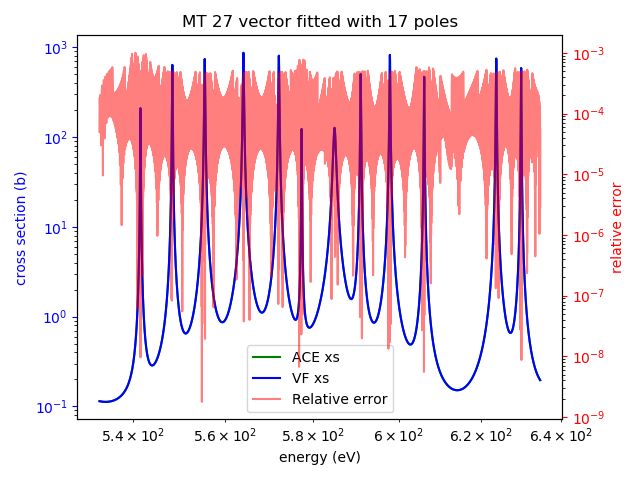 MT 27 vector fitted with 17 poles
10³
10²
10¹
10⁰
10⁻¹
cross section (b)
10⁻³
10⁻⁴
10⁻⁵
10⁻⁶
10⁻⁷
10⁻⁸
10⁻⁹
relative error
ACE xs
VF xs
Relative error
5.4 × 10² 5.6 × 10² 5.8 × 10² 6 × 10² 6.2 × 10² 6.4 × 10²
energy (eV)